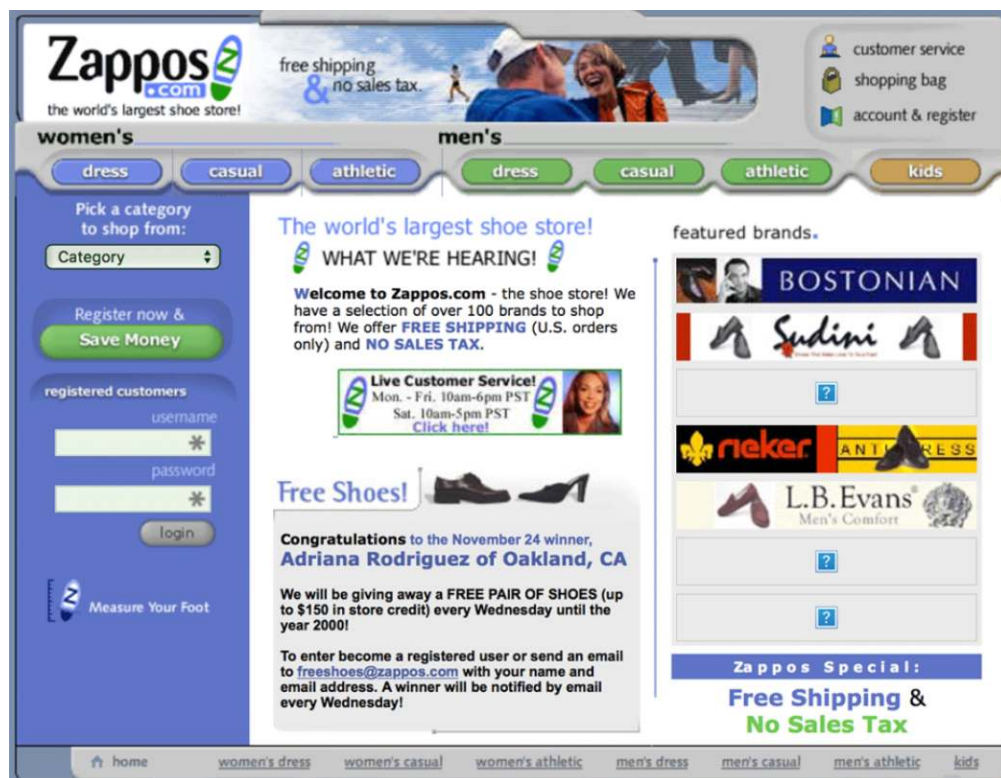 Zappos
.com
the world's largest shoe store!
free shipping
& no sales tax.
customer service
shopping bag
account & register
women's
men's
dress
casual
athletic
dress
casual
athletic
kids
Pick a category
to shop from:
Category
Register now &
Save Money
registered customers
username
password
login
Measure Your Foot
The world's largest shoe store!
WHAT WE'RE HEARING!
Welcome to Zappos.com - the shoe store! We
have a selection of over 100 brands to shop
from! We offer FREE SHIPPING (U.S. orders
only) and NO SALES TAX.
Live Customer Service!
Mon. - Fri. 10am-6pm PST
Sat. 10am-5pm PST
Click here!
Free Shoes!
Congratulations to the November 24 winner,
Adriana Rodriguez of Oakland, CA
We will be giving away a FREE PAIR OF SHOES (up
to $150 in store credit) every Wednesday until the
year 2000!
To enter become a registered user or send an email
to freeshoes@zappos.com with your name and
email address. A winner will be notified by email
every Wednesday!
featured brands.
BOSTONIAN
Sudini
rieker ANTI RESS
L.B.Evans®
Men's Comfort
Zappos Special:
Free Shipping &
No Sales Tax
home
women's dress
women's casual
women's athletic
men's dress
men's casual
men's athletic
kids